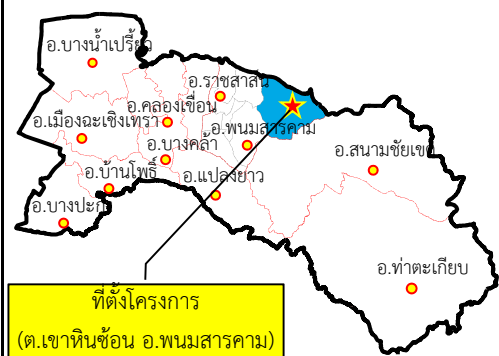 อ.บางน้ำเปรี้ยว
อ.ราชสาส์น
อ.คลองเขื่อน
อ.เมืองฉะเชิงเทรา
อ.พนมสารคาม
อ.บางคล้า
อ.สนามชัยเขต
อ.บ้านโพธิ์
อ.แปลงยาว
อ.บางปะกง
อ.ท่าตะเกียบ
ที่ตั้งโครงการ
(ต.เขาหินซ้อน อ.พนมสารคาม)